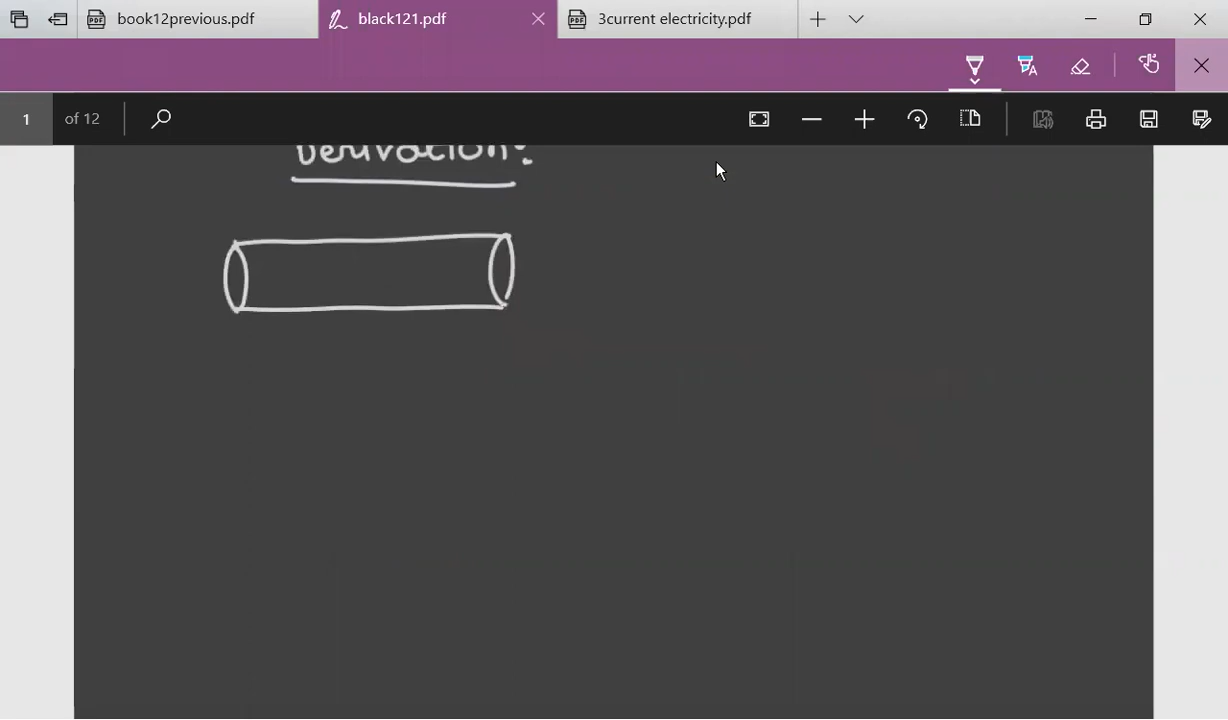 book12previous.pdf black121.pdf 3current electricity.pdf
1 of 12
Derivation: